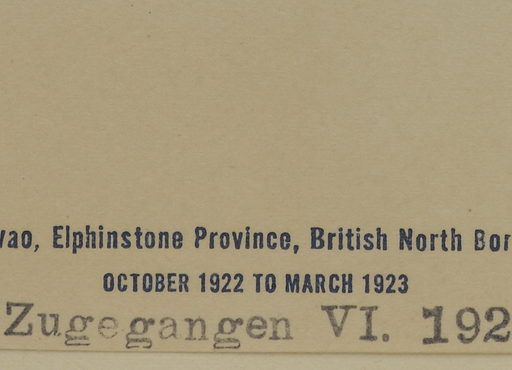 vao, Elphinstone Province, British North Bor
OCTOBER 1922 TO MARCH 1923
Zugegangen VI. 192